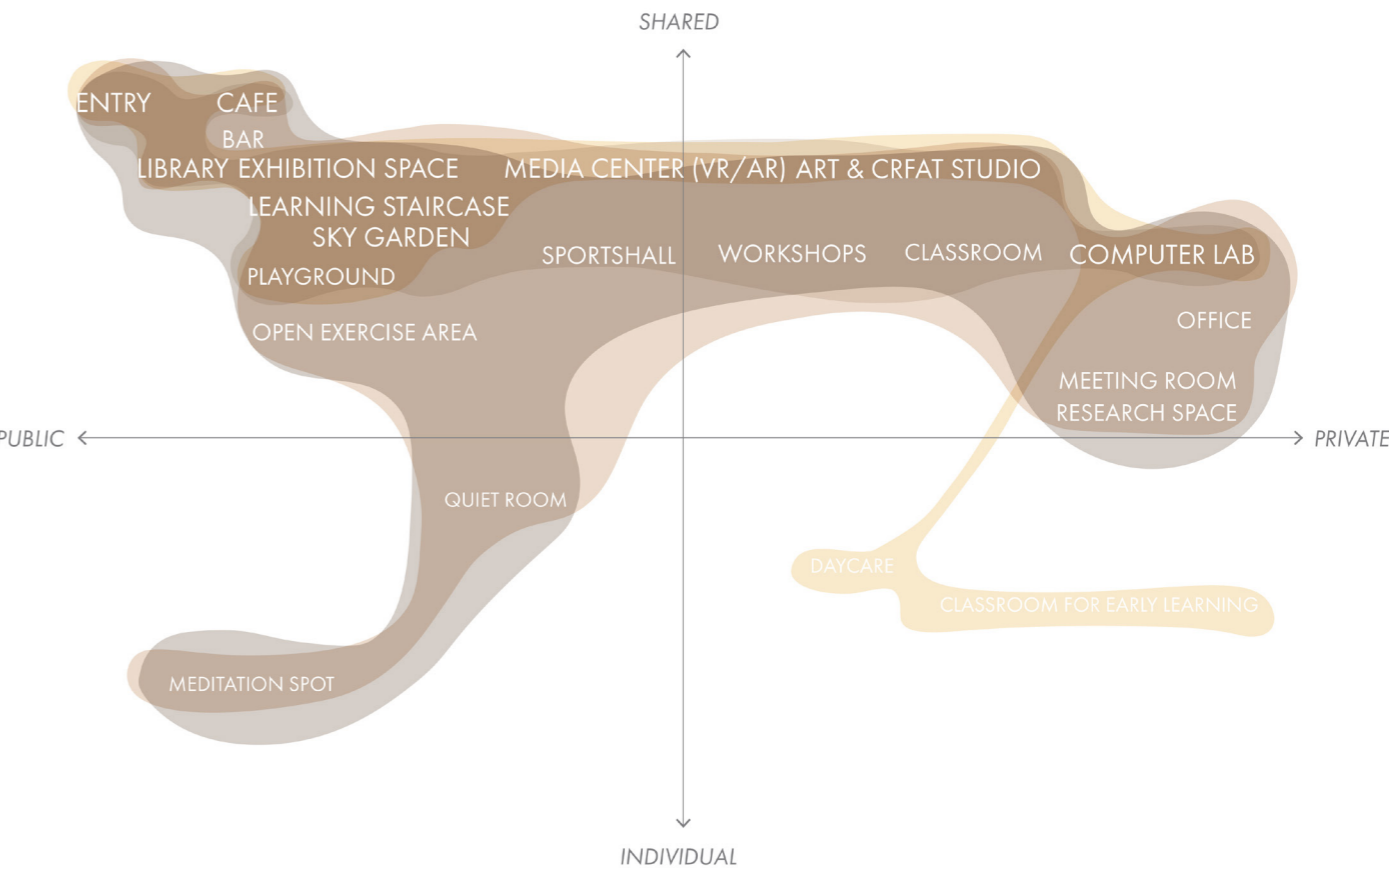 SHARED
ENTRY
CAFE
BAR
LIBRARY EXHIBITION SPACE
MEDIA CENTER (VR/AR) ART & CRFAT STUDIO
LEARNING STAIRCASE
SKY GARDEN
SPORTSHALL
WORKSHOPS
CLASSROOM
COMPUTER LAB
PLAYGROUND
OFFICE
OPEN EXERCISE AREA
MEETING ROOM
RESEARCH SPACE
PUBLIC
PRIVATE
QUIET ROOM
DAYCARE
CLASSROOM FOR EARLY LEARNING
MEDITATION SPOT
INDIVIDUAL